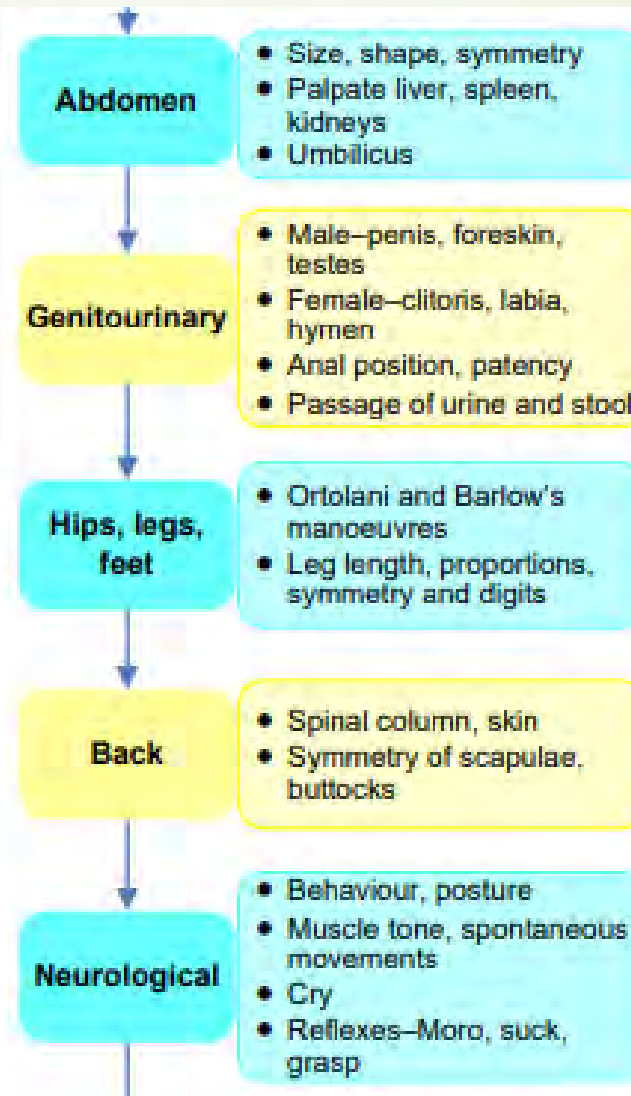 Abdomen
• Size, shape, symmetry
• Palpate liver, spleen,
kidneys
• Umbilicus
Genitourinary
• Male–penis, foreskin,
testes
• Female–clitoris, labia,
hymen
• Anal position, patency
• Passage of urine and stool
Hips, legs,
feet
• Ortolani and Barlow's
manoeuvres
• Leg length, proportions,
symmetry and digits
Back
• Spinal column, skin
• Symmetry of scapulae,
buttocks
Neurological
• Behaviour, posture
• Muscle tone, spontaneous
movements
• Cry
• Reflexes–Moro, suck,
grasp